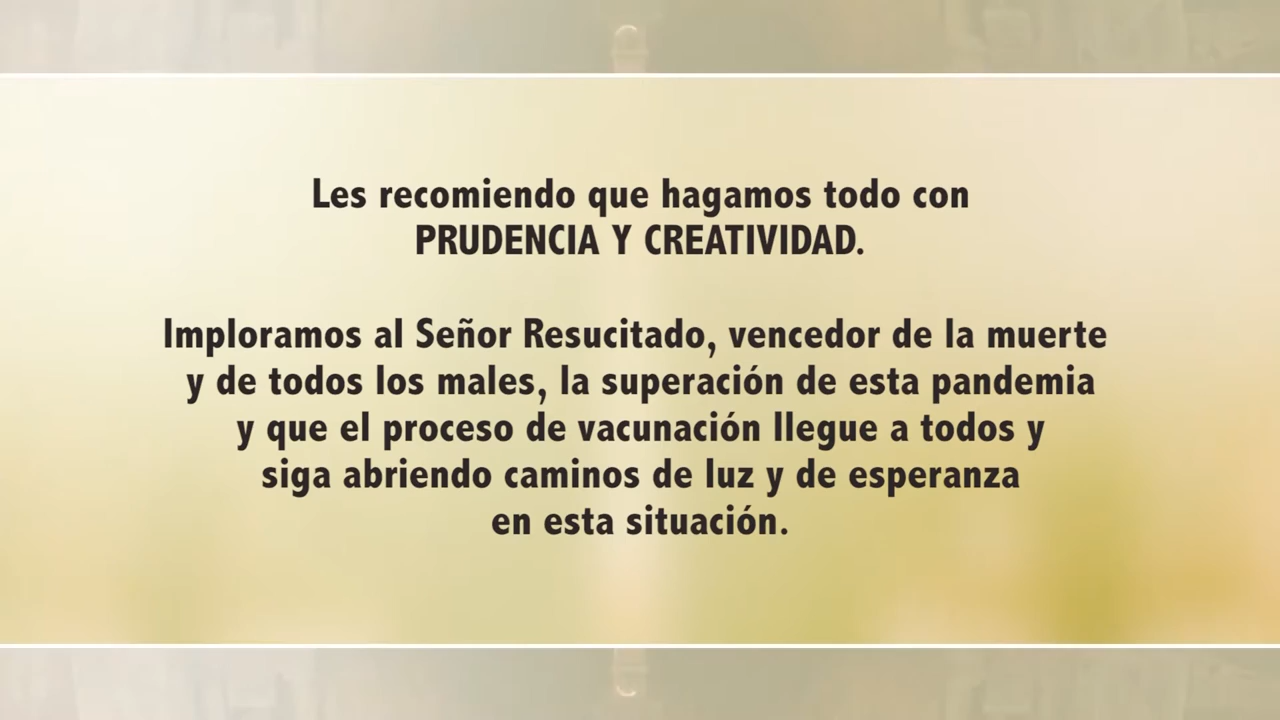 Les recomiendo que hagamos todo con
PRUDENCIA Y CREATIVIDAD.
Imploramos al Señor Resucitado, vencedor de la muerte
y de todos los males, la superación de esta pandemia
y que el proceso de vacunación llegue a todos y
siga abriendo caminos de luz y de esperanza
en esta situación.